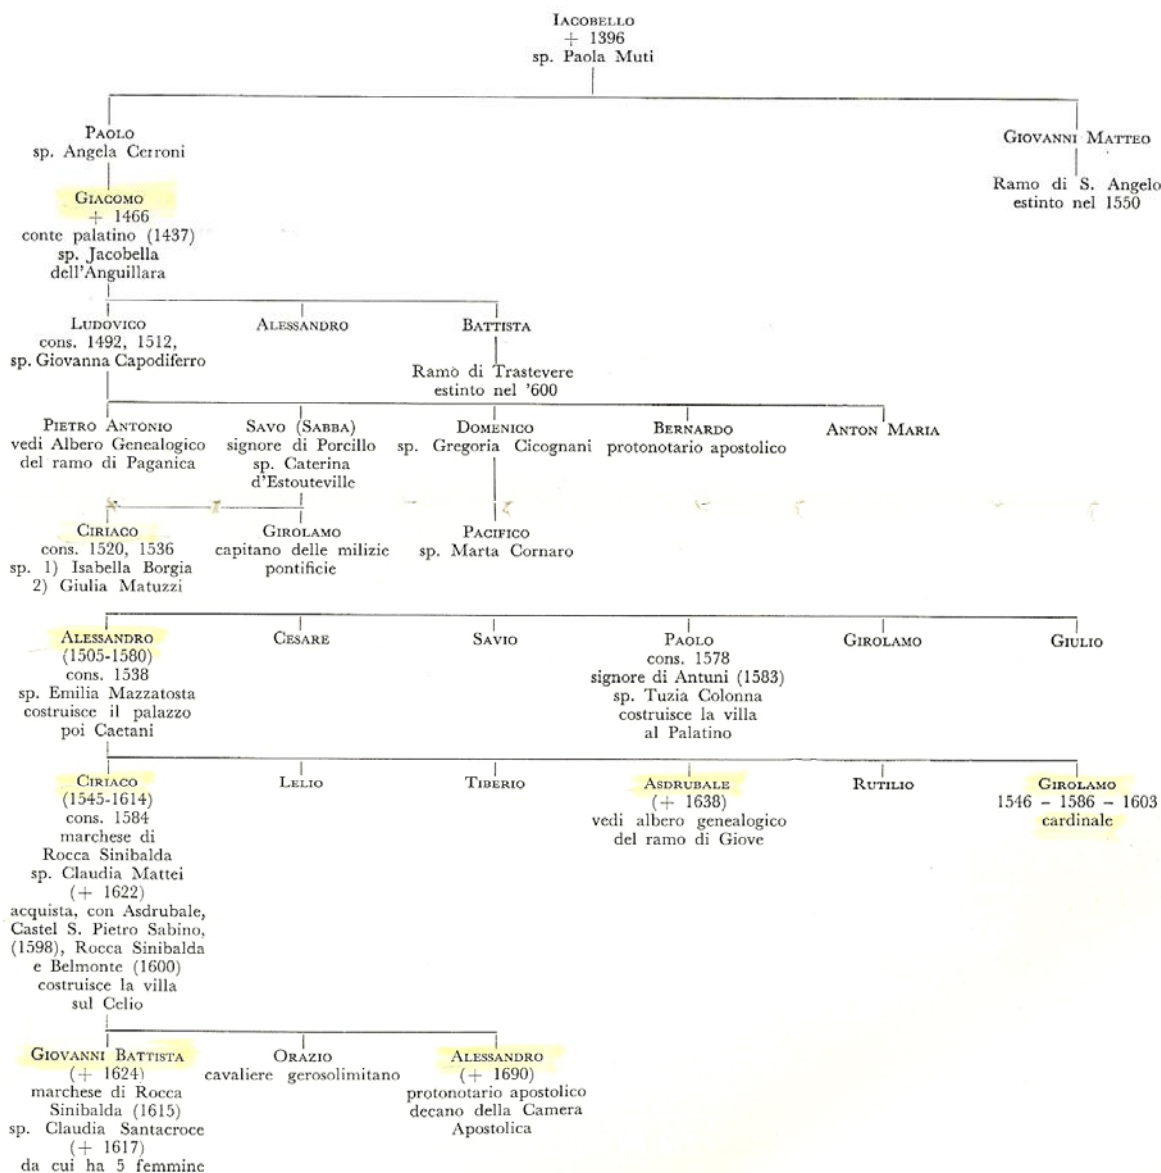 IACOBELLO
+ 1396
sp. Paola Muti
PAOLO
sp. Angela Cerroni
GIOVANNI MATTEO
Ramo di S. Angelo
estinto nel 1550
GIACOMO
+ 1466
conte palatino (1437)
sp. Jacobella
dell'Anguillara
LUDOVICO
cons. 1492, 1512,
sp. Giovanna Capodiferro
ALESSANDRO
BATTISTA
Ramo di Trastevere
estinto nel '600
PIETRO ANTONIO
vedi Albero Genealogico
del ramo di Paganica
SAVO (SABBA)
signore di Porcillo
sp. Caterina
d'Estouteville
DOMENICO
sp. Gregoria Cicognani
BERNARDO
protonotario apostolico
ANTON MARIA
CIRIACO
cons. 1520, 1536
sp. 1) Isabella Borgia
2) Giulia Matuzzi
GIROLAMO
capitano delle milizie
pontificie
PACIFICO
sp. Marta Cornaro
ALESSANDRO
(1505-1580)
cons. 1538
sp. Emilia Mazzatosta
costruisce il palazzo
poi Caetani
CESARE
SAVIO
PAOLO
cons. 1578
signore di Antuni (1583)
sp. Tuzia Colonna
costruisce la villa
al Palatino
GIROLAMO
GIULIO
CIRIACO
(1545-1614)
cons. 1584
marchese di
Rocca Sinibalda
sp. Claudia Mattei
(+ 1622)
acquista, con Asdrubale,
Castel S. Pietro Sabino,
(1598), Rocca Sinibalda
e Belmonte (1600)
costruisce la villa
sul Celio
LELIO
TIBERIO
ASDRUBALE
(+ 1638)
vedi albero genealogico
del ramo di Giove
RUTILIO
GIROLAMO
1546 – 1586 – 1603
cardinale
GIOVANNI BATTISTA
(+ 1624)
marchese di Rocca
Sinibalda (1615)
sp. Claudia Santacroce
(+ 1617)
da cui ha 5 femmine
ORAZIO
cavaliere gerosolimitano
ALESSANDRO
(+ 1690)
protonotario apostolico
decano della Camera
Apostolica